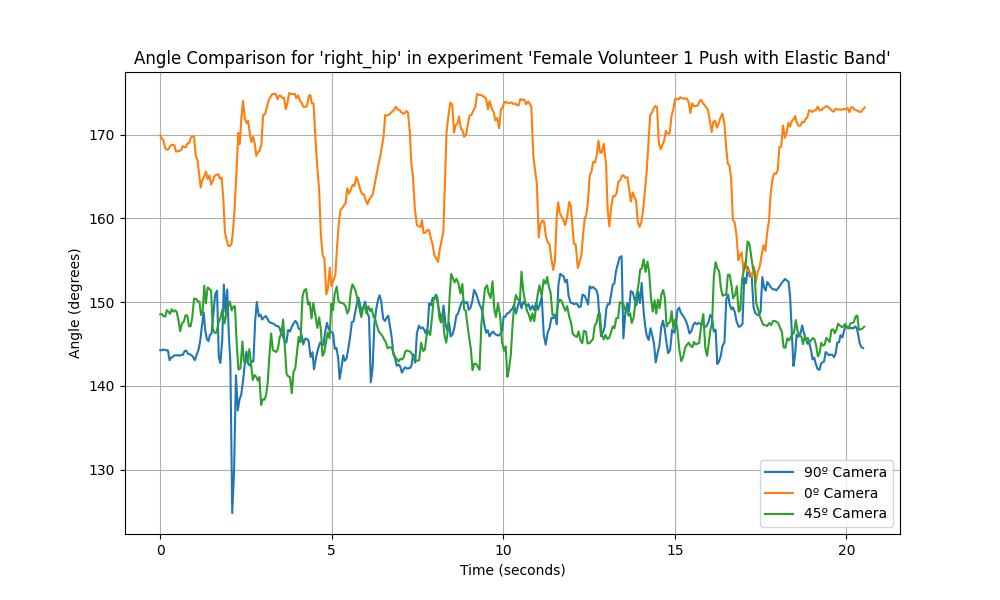 Angle Comparison for 'right_hip' in experiment 'Female Volunteer 1 Push with Elastic Band'
Angle (degrees)
170
160
150
140
130
90º Camera
0º Camera
45º Camera
0 5 10 15 20
Time (seconds)